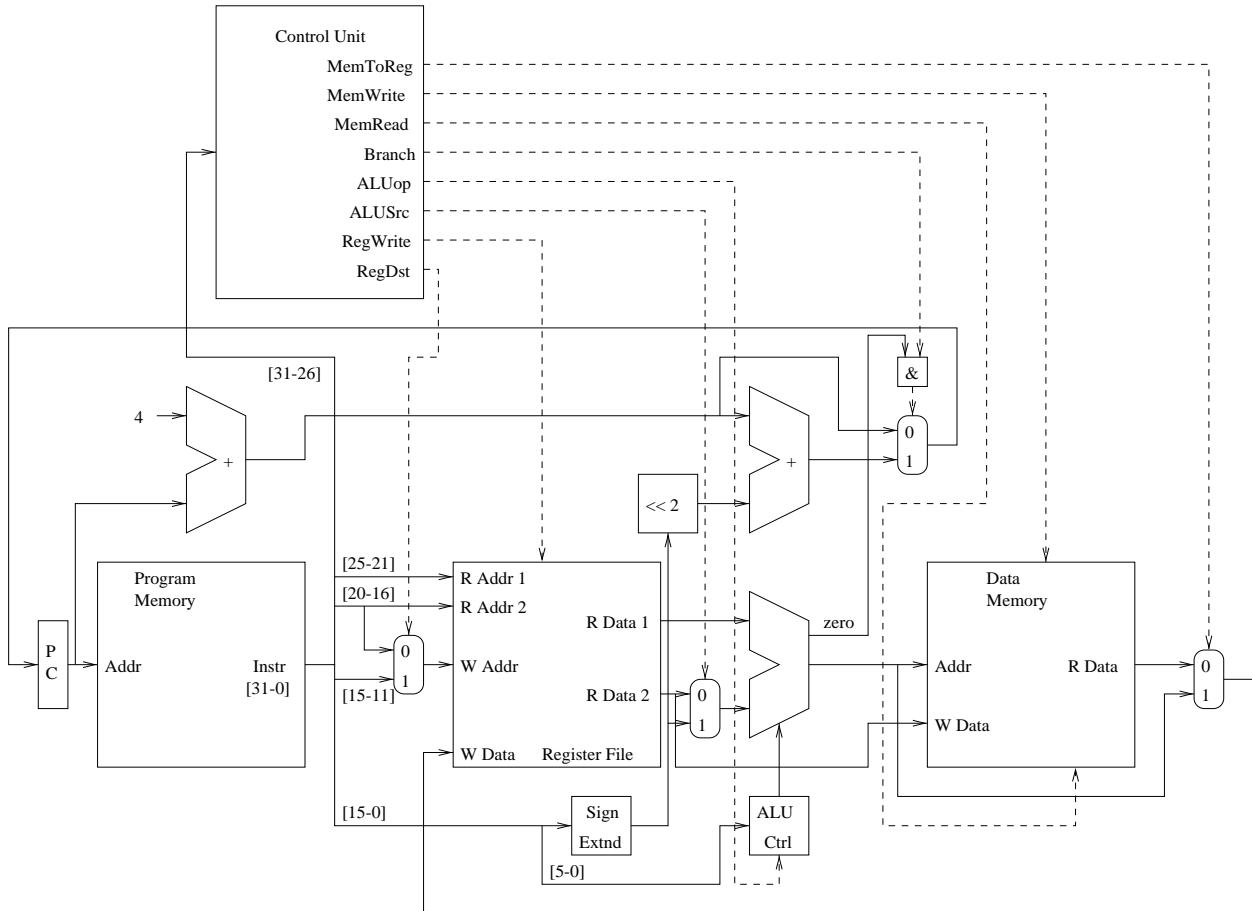 Control Unit
MemToReg
MemWrite
MemRead
Branch
ALUop
ALUSrc
RegWrite
RegDst
[31-26]
&
4
+
+
0
1
<< 2
Program
Memory
Addr
Instr
[31-0]
P
C
[25-21]
[20-16]
[15-11]
0
1
R Addr 1
R Addr 2
W Addr
W Data
R Data 1
R Data 2
Register File
0
1
zero
Data
Memory
Addr
R Data
W Data
0
1
[15-0]
Sign
Extnd
[5-0]
ALU
Ctrl